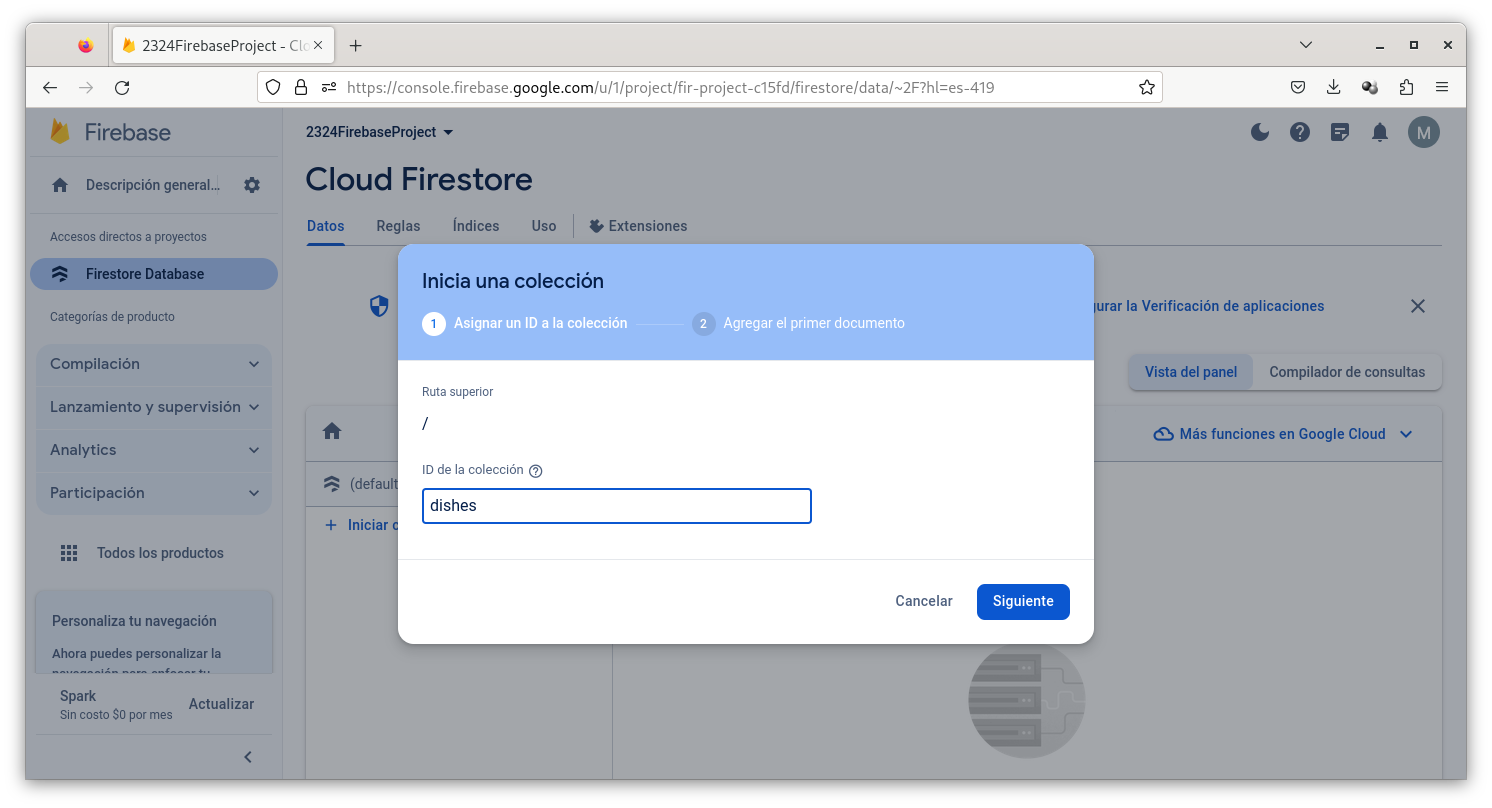 2324FirebaseProject - Clo
https://console.firebase.google.com/u/1/project/fir-project-c15fd/firestore/data/~2F?hl=es-419
Firebase
Descripción general...
Accesos directos a proyectos
Firestore Database
Categorías de producto
Compilación
Lanzamiento y supervisión
Analytics
Participación
Todos los productos
Personaliza tu navegación
Ahora puedes personalizar la
navegación para enfocar tu
Spark
Sin costo $0 por mes
Actualizar
2324FirebaseProject
M
Cloud Firestore
Datos Reglas Índices Uso Extensiones
gurar la Verificación de aplicaciones
Vista del panel Compilador de consultas
Más funciones en Google Cloud
(default
Iniciar c
Inicia una colección
1 Asignar un ID a la colección 2 Agregar el primer documento
Ruta superior
/
ID de la colección
dishes
Cancelar Siguiente